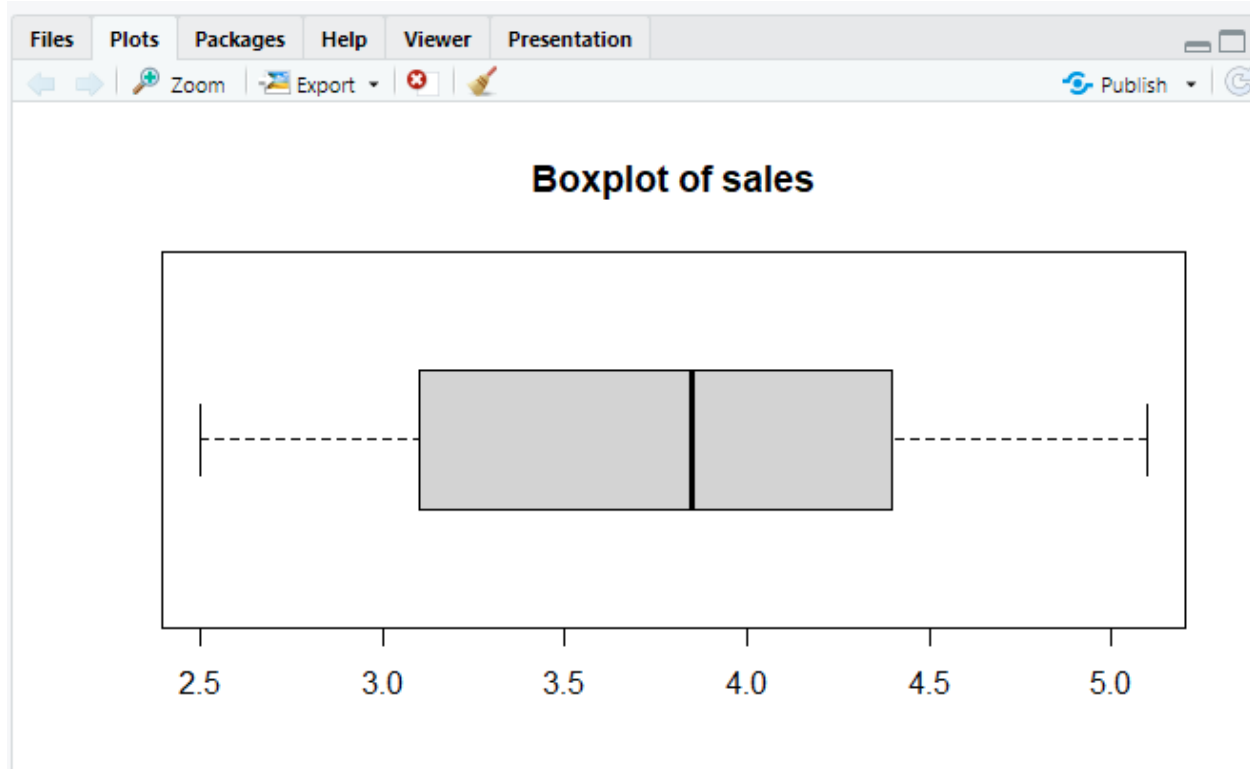 Files Plots Packages Help Viewer Presentation
Zoom Export Publish
Boxplot of sales
2.5 3.0 3.5 4.0 4.5 5.0